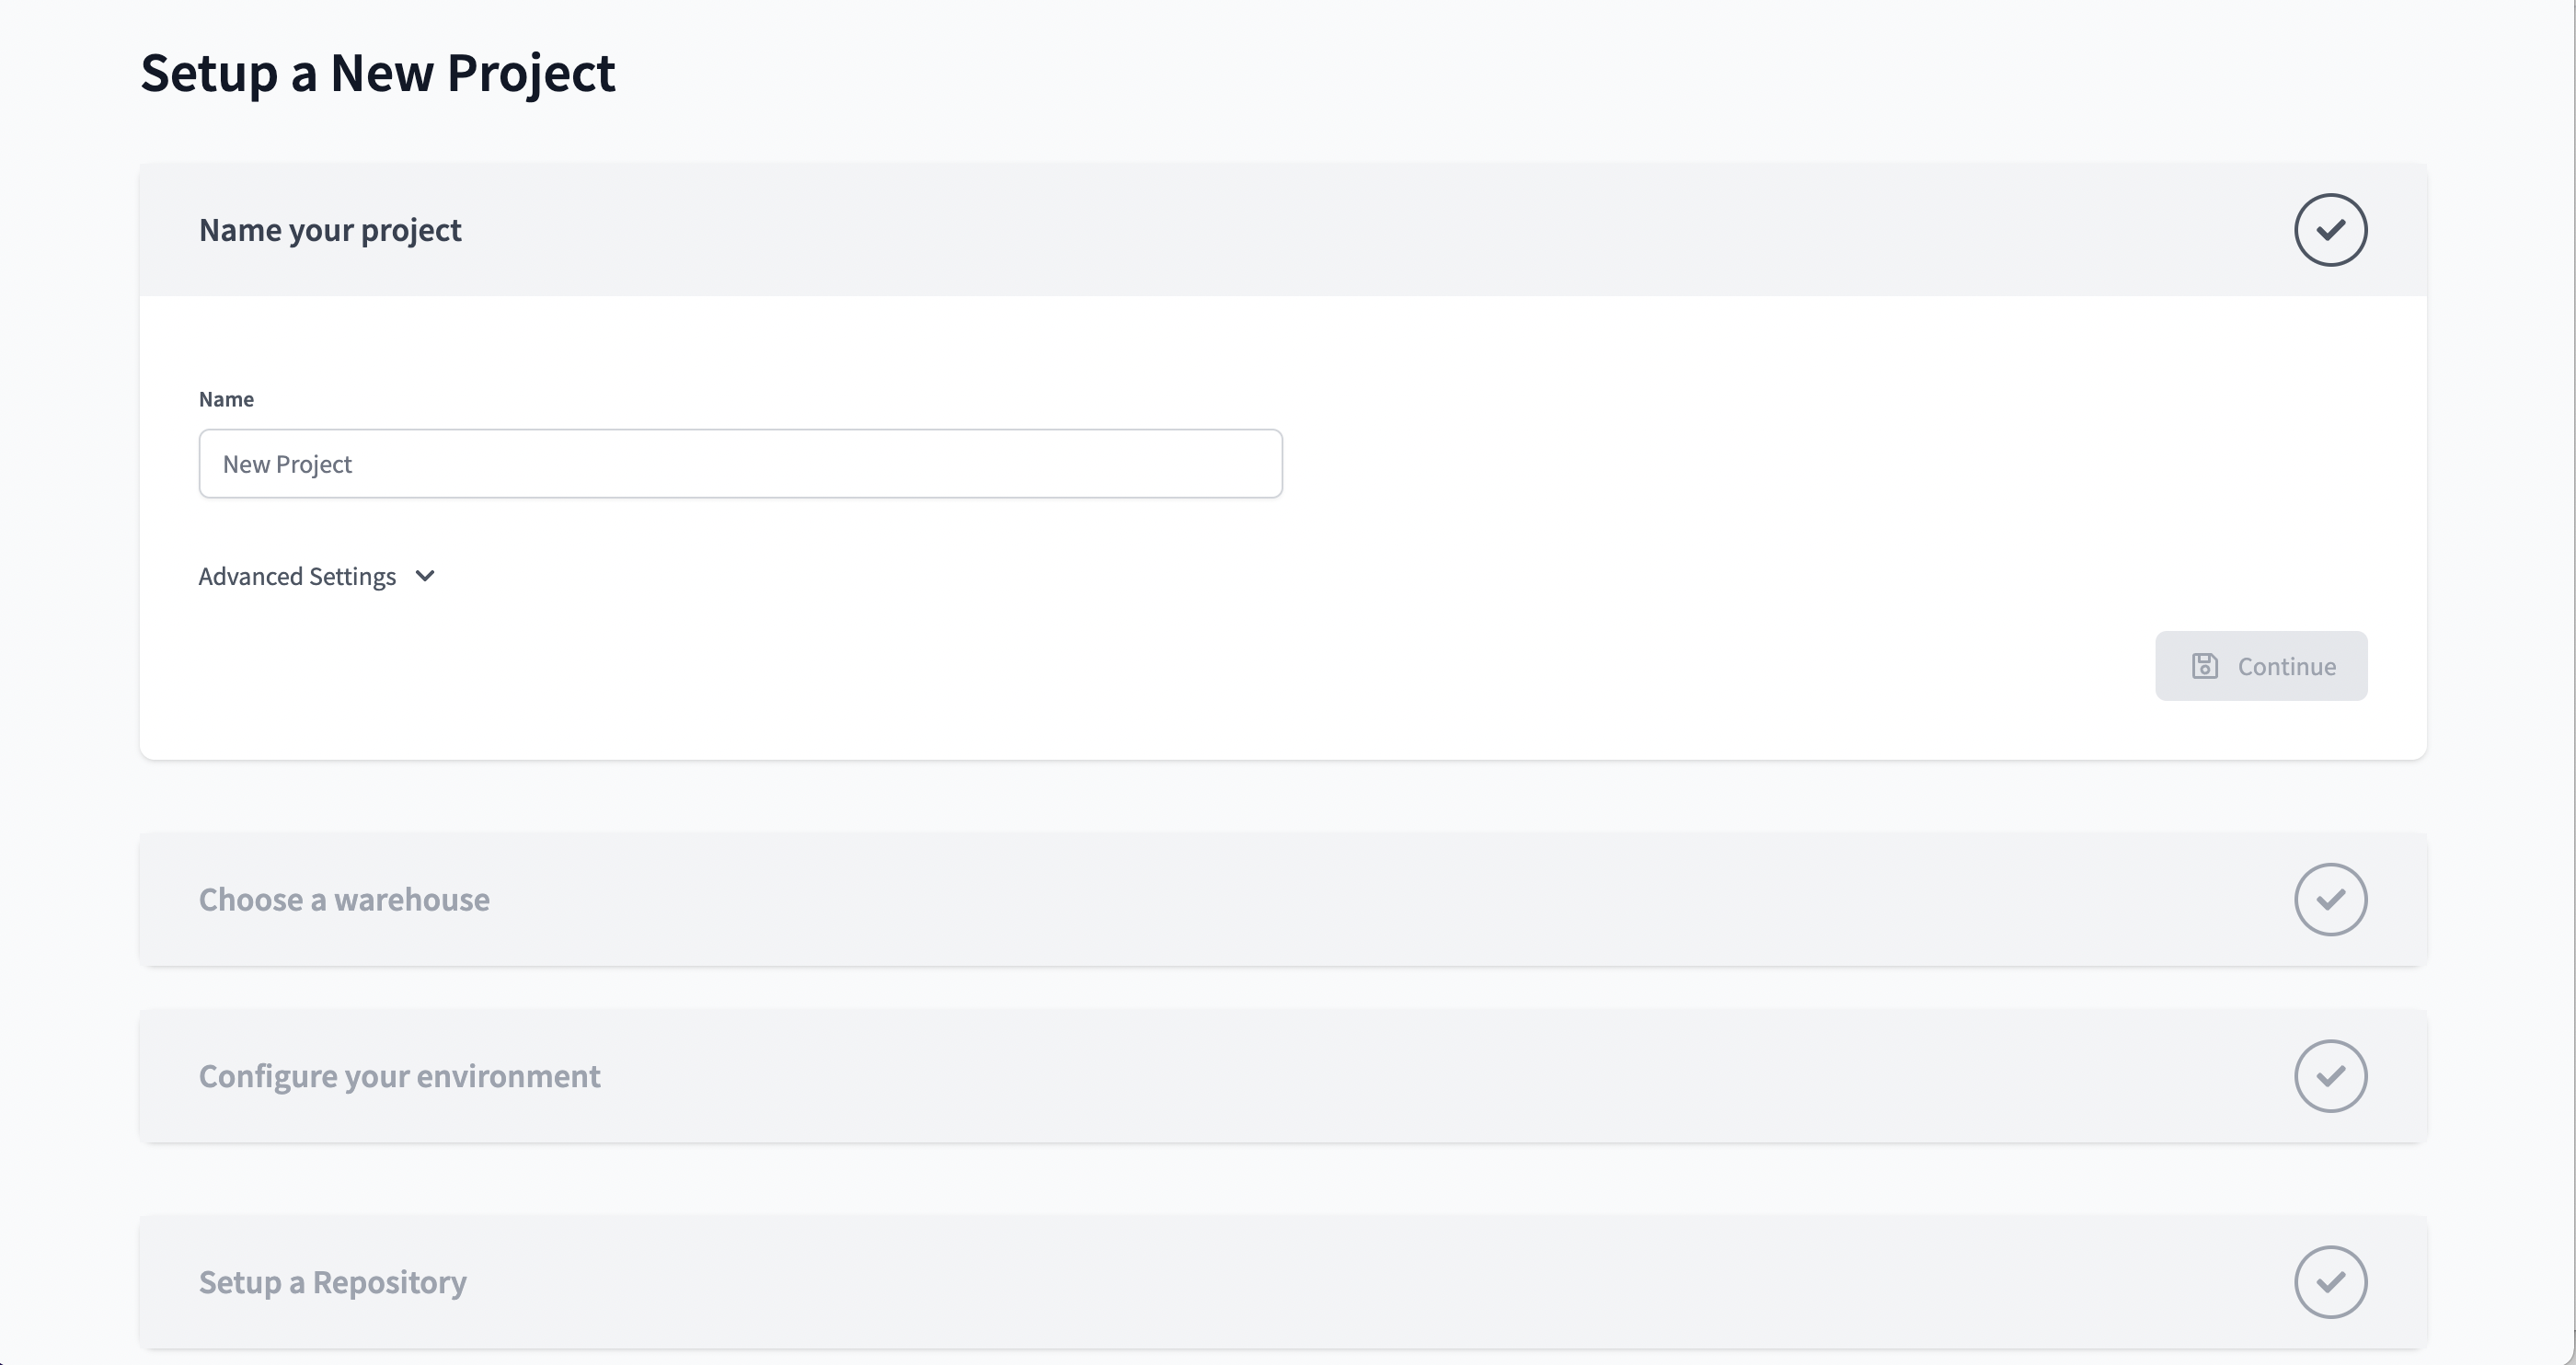 Setup a New Project
Name your project
Name
New Project
Advanced Settings
Continue
Choose a warehouse
Configure your environment
Setup a Repository